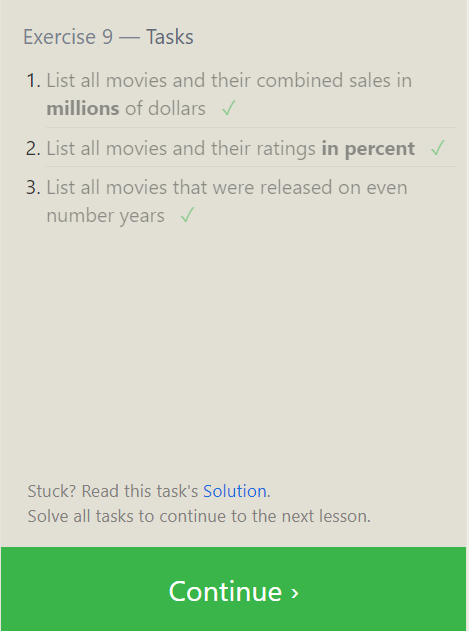 Exercise 9 — Tasks
1. List all movies and their combined sales in
millions of dollars ✓
2. List all movies and their ratings in percent ✓
3. List all movies that were released on even
number years ✓
Stuck? Read this task's Solution.
Solve all tasks to continue to the next lesson.
Continue ›